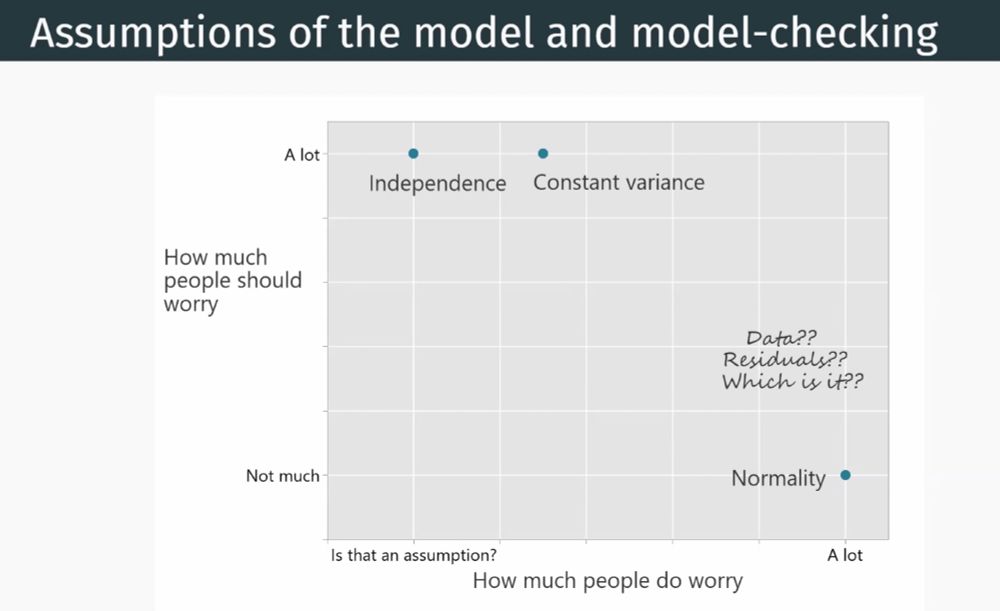 Assumptions of the model and model-checking
A lot
Independence
Constant variance
How much
people should
worry
Data??
Residuals??
Which is it??
Not much
Normality
Is that an assumption?
A lot
How much people do worry